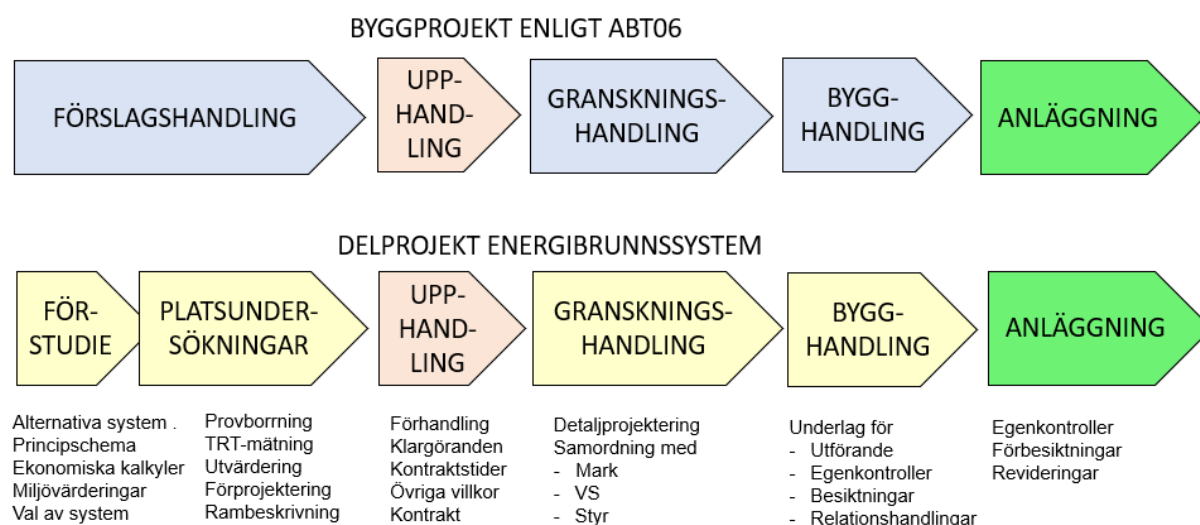 BYGGPROJEKT ENLIGT ABT06
FÖRSLAGSHANDLING
UPP-
HAND-
LING
GRANSKNINGS-
HANDLING
BYGG-
HANDLING
ANLÄGGNING
DELPROJEKT ENERGIBRUNNSSYSTEM
FÖR-
STUDIE
PLATSUNDER-
SÖKNINGAR
UPP-
HAND-
LING
GRANSKNINGS-
HANDLING
BYGG-
HANDLING
ANLÄGGNING
Alternativa system .
Principschema
Ekonomiska kalkyler
Miljövärderingar
Val av system
Provborrning
TRT-mätning
Utvärdering
Förprojektering
Rambeskrivning
Förhandling
Klargöranden
Kontraktstider
Övriga villkor
Kontrakt
Detaljprojektering
Samordning med
- Mark
- VS
- Styr
Underlag för
- Utförande
- Egenkontroller
- Besiktningar
- Relationshandlingar
Egenkontroller
Förbesiktningar
Revideringar